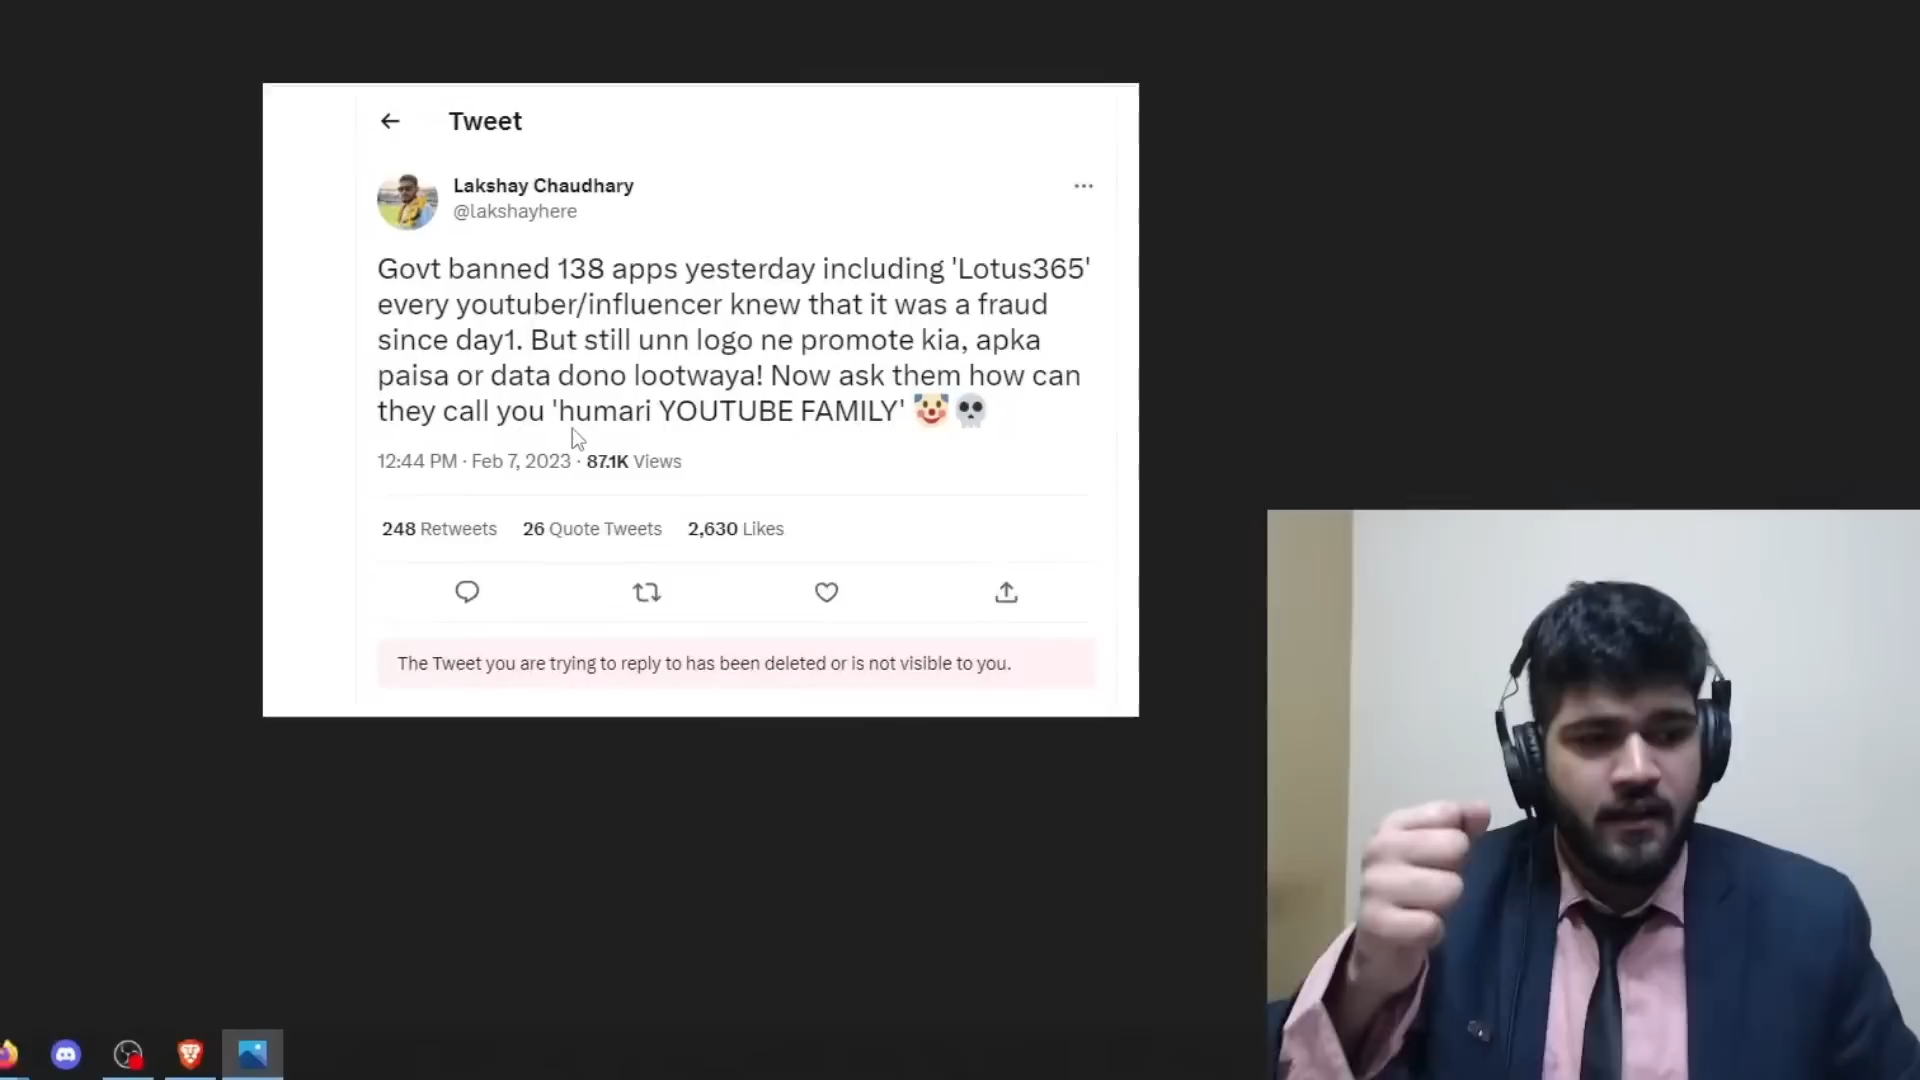 Tweet
Lakshay Chaudhary
@lakshayhere
Govt banned 138 apps yesterday including 'Lotus365'
every youtuber/influencer knew that it was a fraud
since day1. But still unn logo ne promote kia, apka
paisa or data dono lootwaya! Now ask them how can
they call you 'humari YOUTUBE FAMILY' 🤡💀
12:44 PM · Feb 7, 2023 · 87.1K Views
248 Retweets 26 Quote Tweets 2,630 Likes
The Tweet you are trying to reply to has been deleted or is not visible to you.